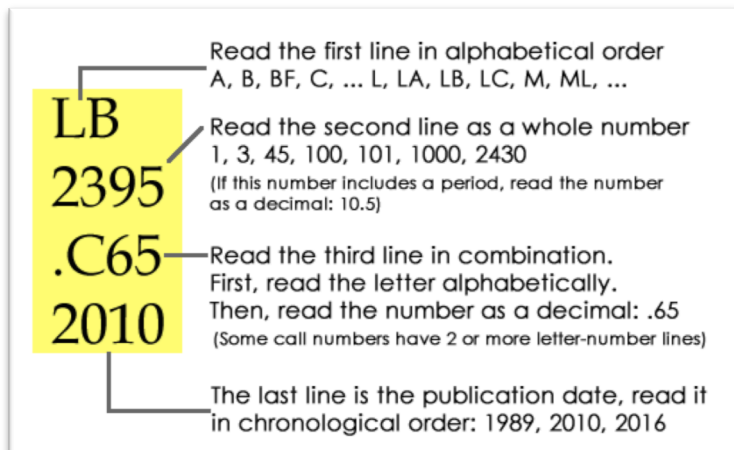 LB
2395
.C65
2010
Read the first line in alphabetical order
A, B, BF, C, ... L, LA, LB, LC, M, ML, ...
Read the second line as a whole number
1, 3, 45, 100, 101, 1000, 2430
(If this number includes a period, read the number
as a decimal: 10.5)
Read the third line in combination.
First, read the letter alphabetically.
Then, read the number as a decimal: .65
(Some call numbers have 2 or more letter-number lines)
The last line is the publication date, read it
in chronological order: 1989, 2010, 2016